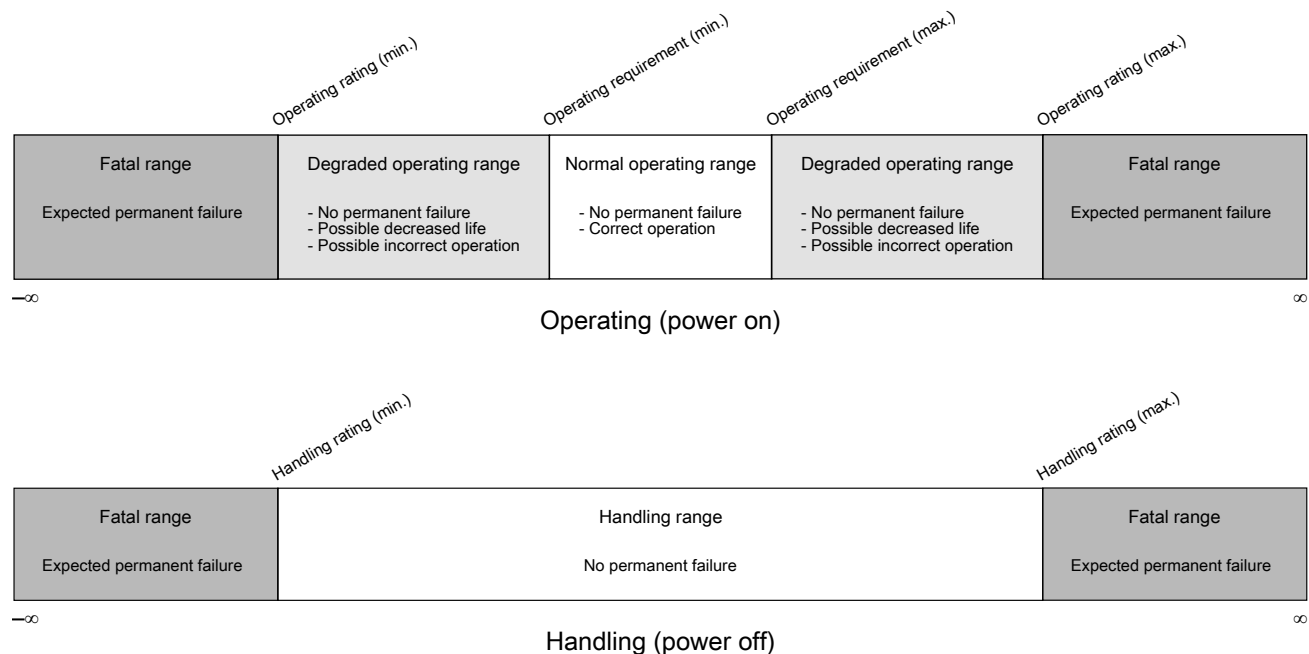 Operating rating (min.)
Operating requirement (min.)
Operating requirement (max.)
Operating rating (max.)
Fatal range
Expected permanent failure
Degraded operating range
- No permanent failure
- Possible decreased life
- Possible incorrect operation
Normal operating range
- No permanent failure
- Correct operation
Degraded operating range
- No permanent failure
- Possible decreased life
- Possible incorrect operation
Fatal range
Expected permanent failure
–∞
∞
Operating (power on)
Handling rating (min.)
Handling rating (max.)
Fatal range
Expected permanent failure
Handling range
No permanent failure
Fatal range
Expected permanent failure
–∞
∞
Handling (power off)